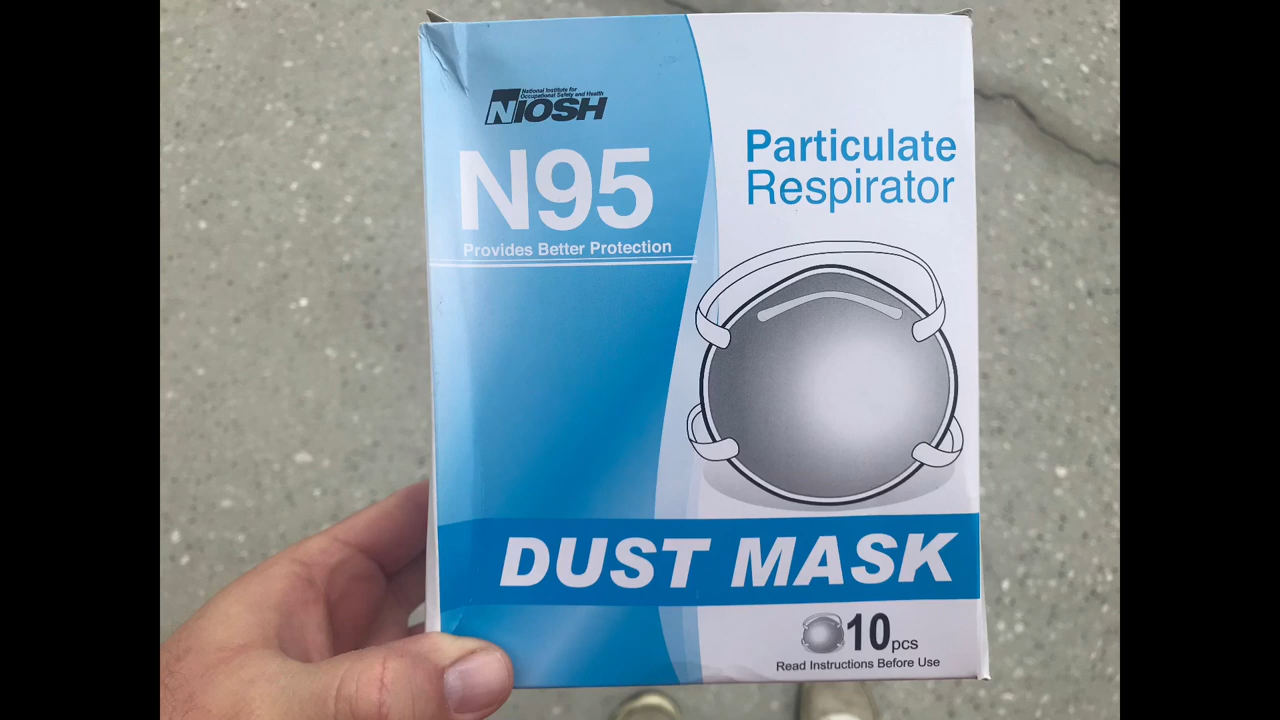 National Institute for
Occupational Safety and Health
NIOSH
N95
Provides Better Protection
Particulate
Respirator
DUST MASK
10pcs
Read Instructions Before Use